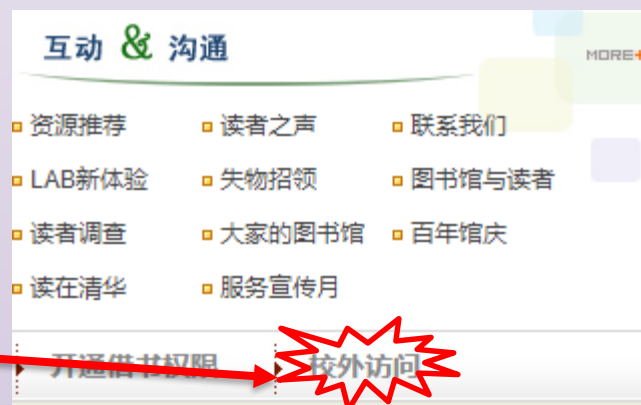 互动 & 沟通
MORE+
资源推荐 读者之声 联系我们
LAB新体验 失物招领 图书馆与读者
读者调查 大家的图书馆 百年馆庆
读在清华 服务宣传月
开通借书权限 校外访问